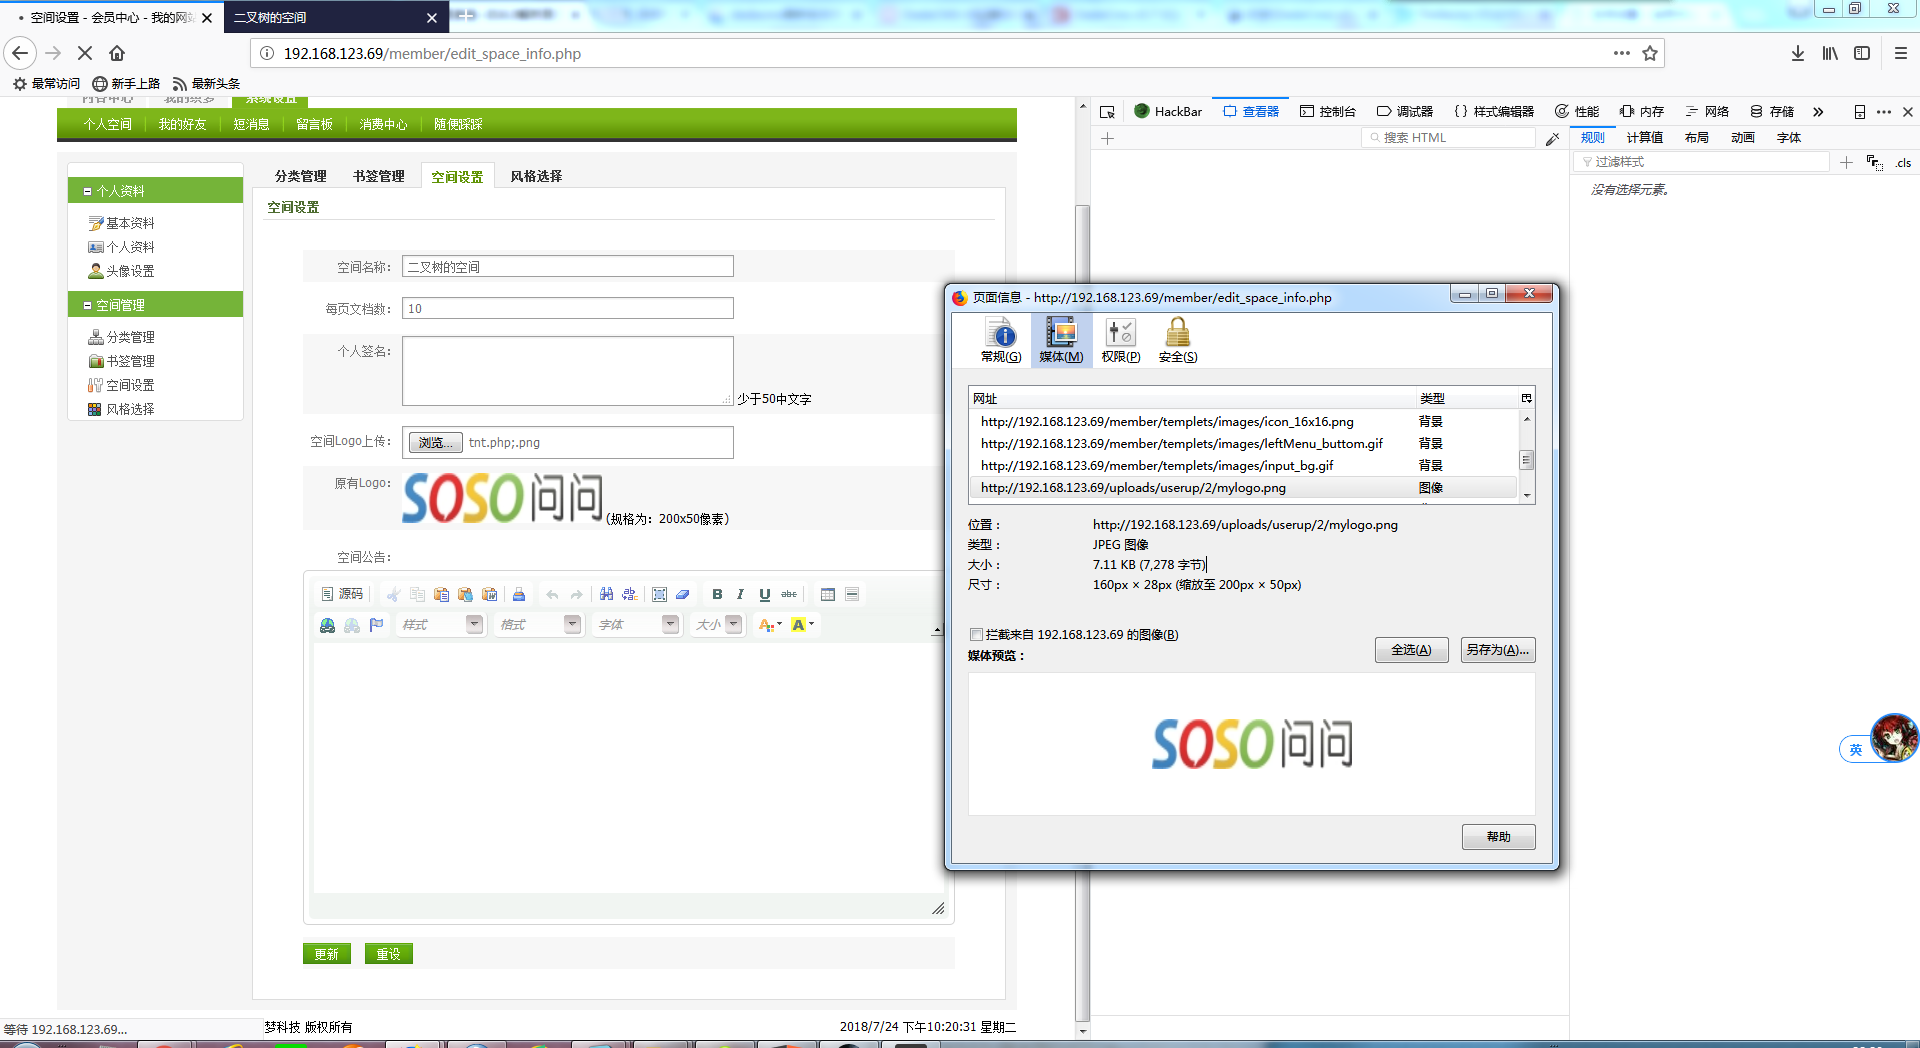 空间设置 - 会员中心 - 我的网站
二叉树的空间
192.168.123.69/member/edit_space_info.php
最常访问 新手上路 最新头条
内容中心 我的织梦 系统设置
个人空间 我的好友 短消息 留言板 消费中心 随便踩踩
个人资料
基本资料
个人资料
头像设置
空间管理
分类管理
书签管理
空间设置
风格选择
分类管理 书签管理 空间设置 风格选择
空间设置
空间名称: 二叉树的空间
每页文档数: 10
个人签名:
少于50中文字
空间Logo上传: 浏览... tnt.php;.png
原有Logo: SOSO问问 (规格为：200x50像素)
空间公告:
源码 B I U abc
样式 格式 字体 大小 A A
更新 重设
梦科技 版权所有 2018/7/24 下午10:20:31 星期二
等待 192.168.123.69...
HackBar 查看器 控制台 调试器 {} 样式编辑器 性能 内存 网络 存储
搜索 HTML
规则 计算值 布局 动画 字体
过滤样式 .cls
没有选择元素。
页面信息 - http://192.168.123.69/member/edit_space_info.php
常规(G) 媒体(M) 权限(P) 安全(S)
网址 类型
http://192.168.123.69/member/templets/images/icon_16x16.png 背景
http://192.168.123.69/member/templets/images/leftMenu_buttom.gif 背景
http://192.168.123.69/member/templets/images/input_bg.gif 背景
http://192.168.123.69/uploads/userup/2/mylogo.png 图像
位置： http://192.168.123.69/uploads/userup/2/mylogo.png
类型： JPEG 图像
大小： 7.11 KB (7,278 字节)
尺寸： 160px × 28px (缩放至 200px × 50px)
拦截来自 192.168.123.69 的图像(B)
媒体预览：
全选(A) 另存为(A)...
SOSO问问
帮助
英